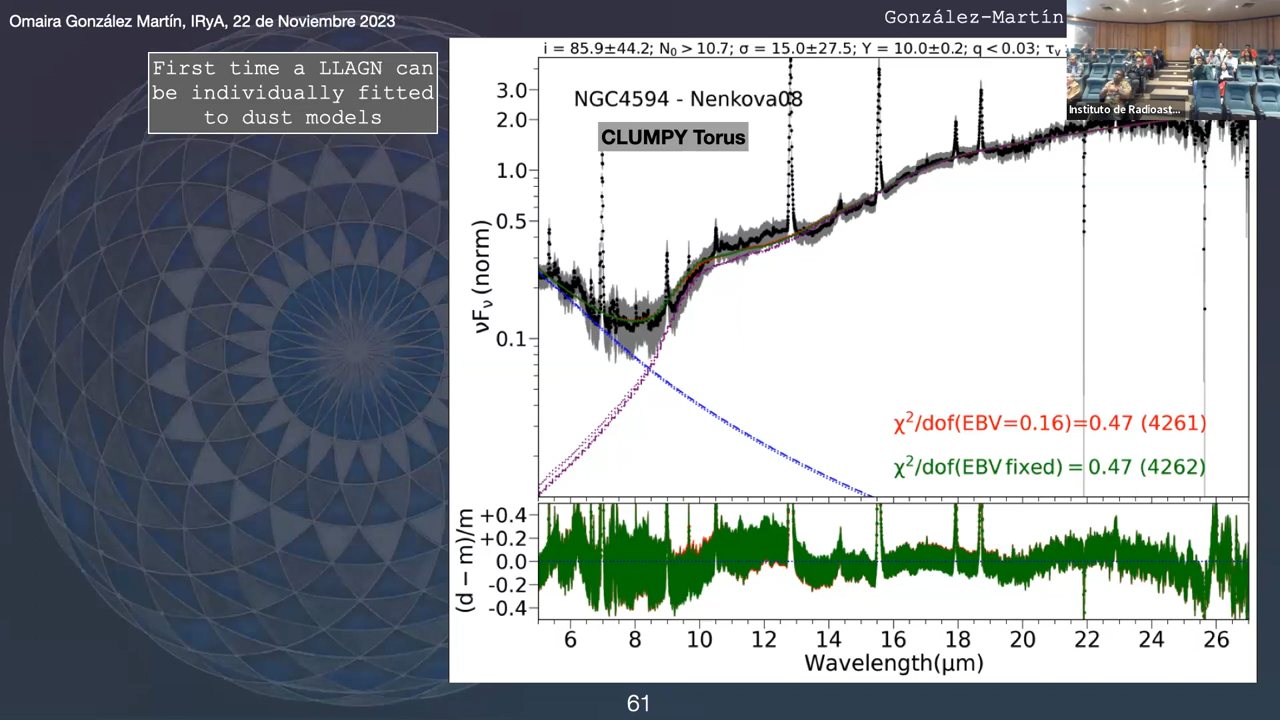 Omaira González Martín, IRyA, 22 de Noviembre 2023
González-Martín
First time a LLAGN can
be individually fitted
to dust models
i = 85.9±44.2; N₀ > 10.7; σ = 15.0±27.5; Y = 10.0±0.2; q < 0.03; τᵥ
Instituto de Radioast...
NGC4594 - Nenkova08
CLUMPY Torus
3.0
2.0
1.0
0.5
0.1
νFᵥ (norm)
χ²/dof(EBV=0.16)=0.47 (4261)
χ²/dof(EBV fixed) = 0.47 (4262)
(d − m)/m
+0.4
+0.2
0.0
-0.2
-0.4
6 8 10 12 14 16 18 20 22 24 26
Wavelength(μm)
61